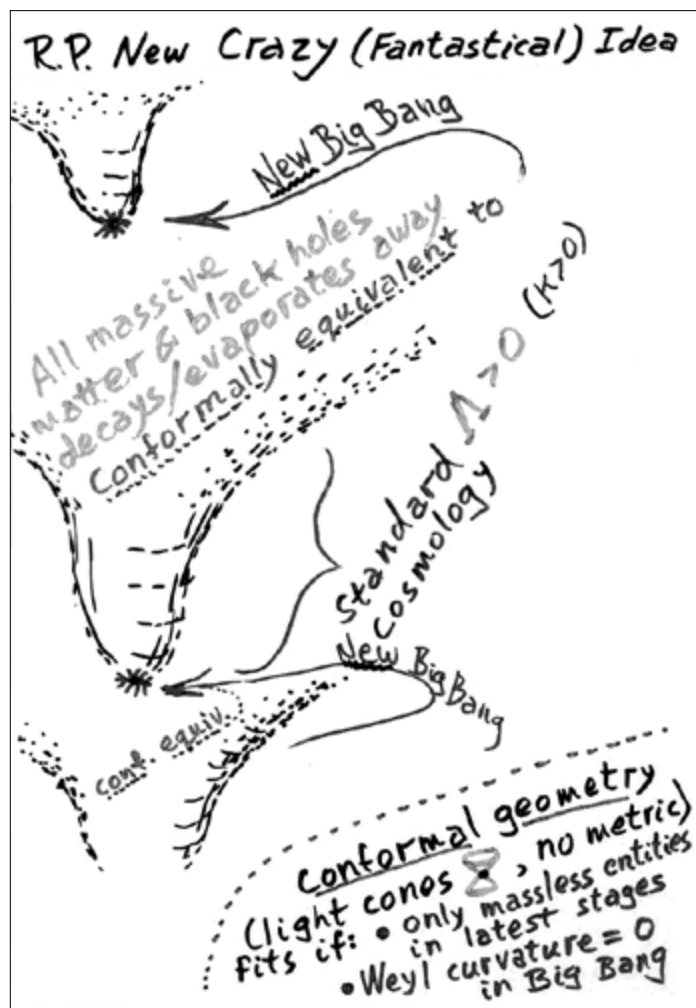 R.P. New Crazy (Fantastical) Idea
New Big Bang
All massive
matter & black holes
decays/evaporates away
Conformally equivalent to
Standard Λ > 0 (K>0)
Cosmology
New Big Bang
conf. equiv.
Conformal geometry
(light cones , no metric)
fits if: • only massless entities
in latest stages
• Weyl curvature = 0
in Big Bang